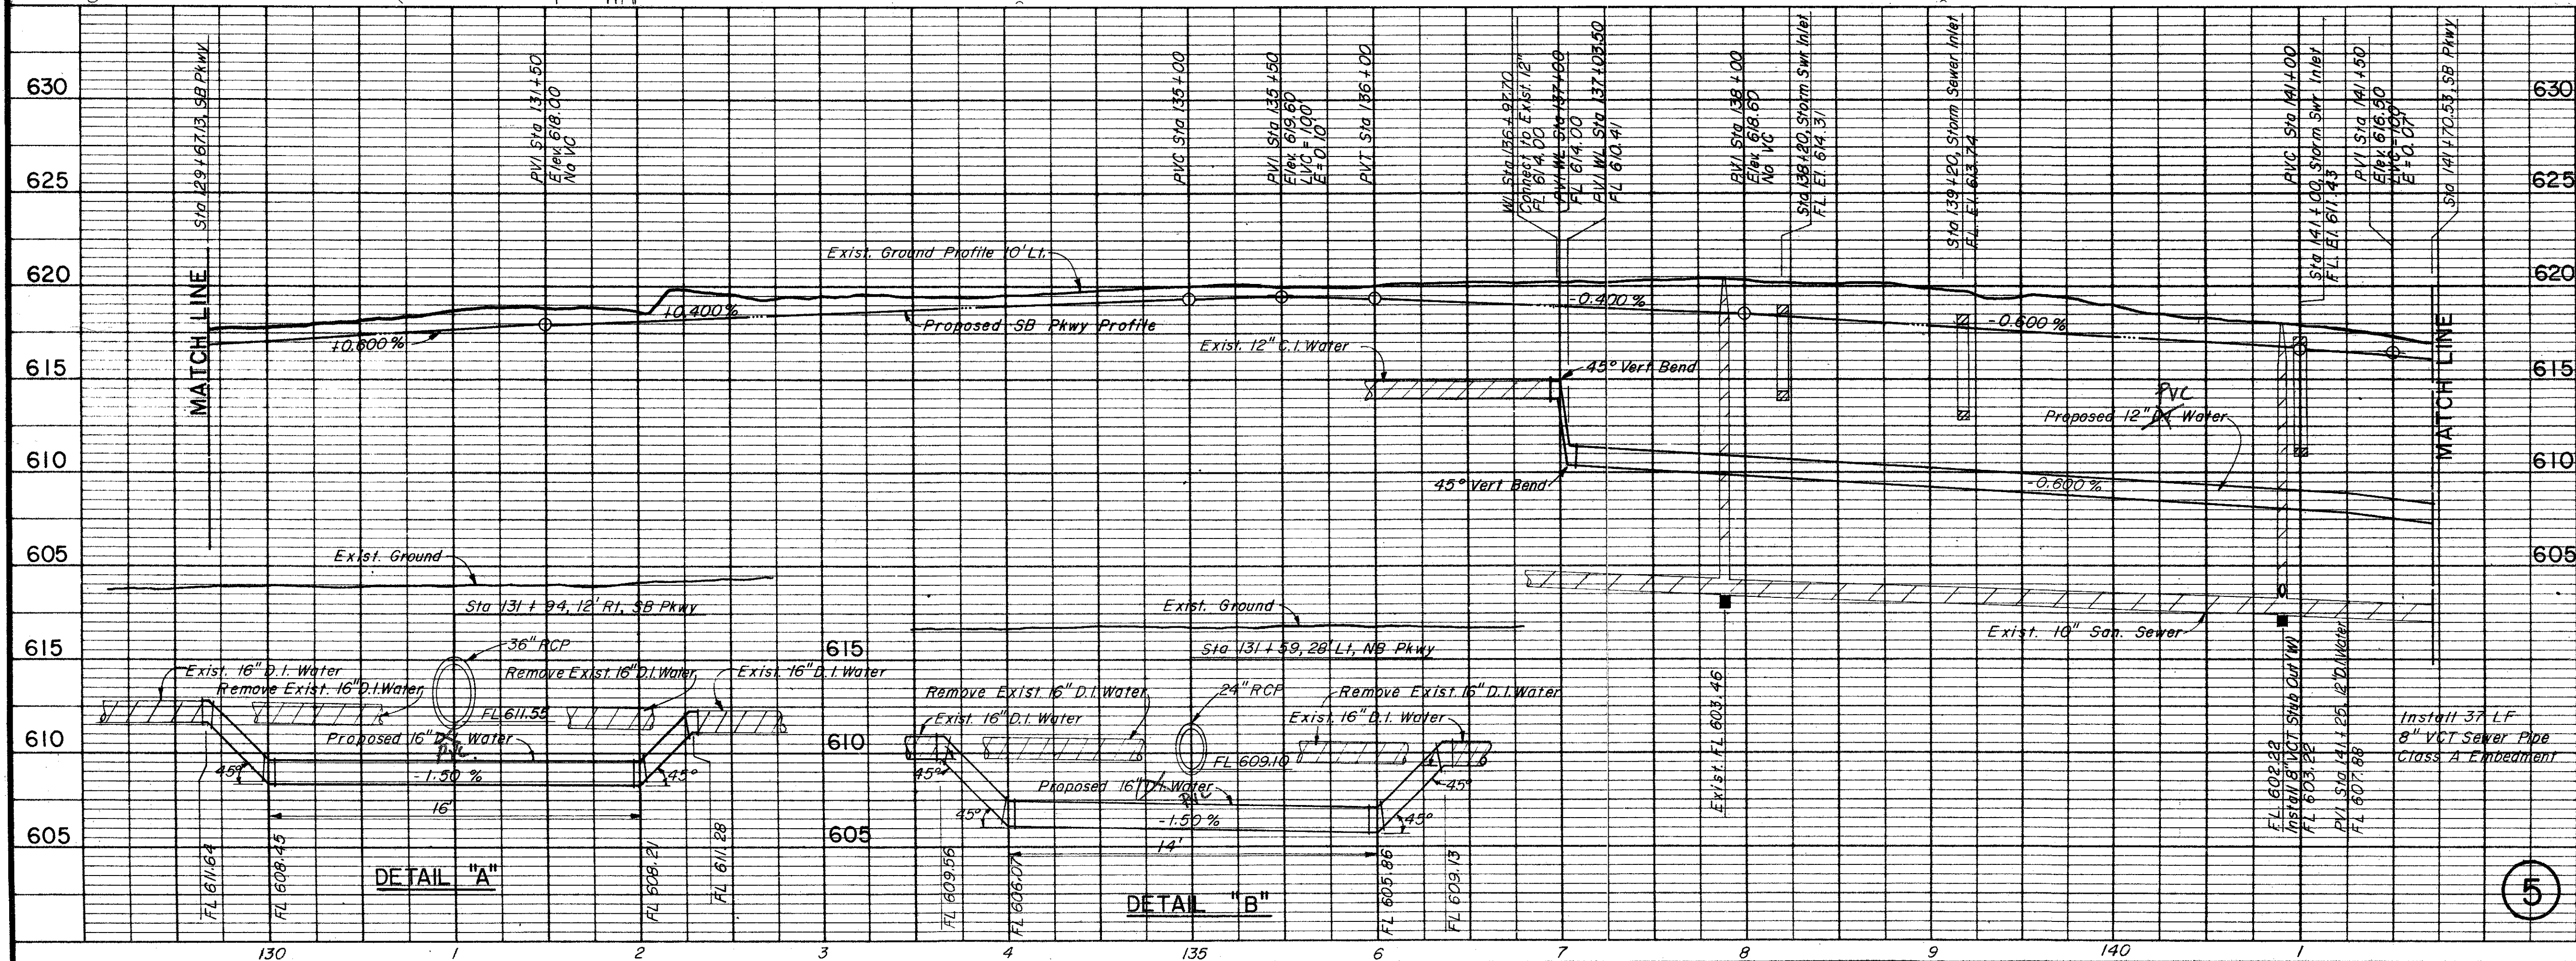 630
625
620
615
610
605
630
625
620
615
610
605
MATCH LINE
Sta 129+67.13, SB Pkwy
PVI Sta 131+50
Elev. 618.00
No VC
PVC Sta 135+00
PVI Sta 135+50
Elev. 619.60
LVC = 100'
E = 0.10'
PVT Sta 136+00
WL Sta 136+97.70
Connect to Exist. 12"
FL 614.00
PVI WL Sta 137+00
FL 614.00
PVI WL Sta 137+03.50
FL 610.41
PVI Sta 138+00
Elev. 618.60
No VC
Sta 138+20, Storm Swr Inlet
FL. El. 614.31
Sta 139+20, Storm Sewer Inlet
FL. El. 613.74
PVC Sta 141+00
Sta 141+00, Storm Swr Inlet
FL. El. 611.43
PVI Sta 141+50
Elev. 616.50
LVC = 100'
E = 0.07'
Sta 141+70.53, SB Pkwy
MATCH LINE
Exist. Ground Profile 10' Lt.
+0.600%
+0.400%
Proposed SB Pkwy Profile
-0.400%
-0.600%
Exist. 12" C.I. Water
45° Vert Bend
45° Vert Bend
PVC
Proposed 12" D.I. Water
-0.600%
Exist. 10" San. Sewer
Exist. FL 603.46
FL 602.22
Install 8" VCT Stub Out (W)
FL 603.22
PVI Sta 141+25, 12" D.I. Water
FL 607.88
Install 37 LF
8" VCT Sewer Pipe
Class A Embedment
Exist. Ground
Sta 131+94, 12' Rt, SB Pkwy
36" RCP
Exist. 16" D.I. Water
Remove Exist. 16" D.I. Water
Remove Exist. 16" D.I. Water
Exist. 16" D.I. Water
FL 611.55
Proposed 16" D.I. Water
PVC
45°
-1.50 %
45°
16'
FL 611.64
FL 608.45
FL 608.21
FL 611.28
DETAIL "A"
615
610
605
Exist. Ground
Sta 131+59, 28' Lt, NB Pkwy
Remove Exist. 16" D.I. Water
24" RCP
Remove Exist. 16" D.I. Water
Exist. 16" D.I. Water
Exist. 16" D.I. Water
FL 609.10
45°
Proposed 16" D.I. Water
PVC
45°
45°
-1.50 %
45°
14'
FL 609.56
FL 606.07
FL 605.86
FL 609.13
DETAIL "B"
5
130 1 2 3 4 135 6 7 8 9 140 1